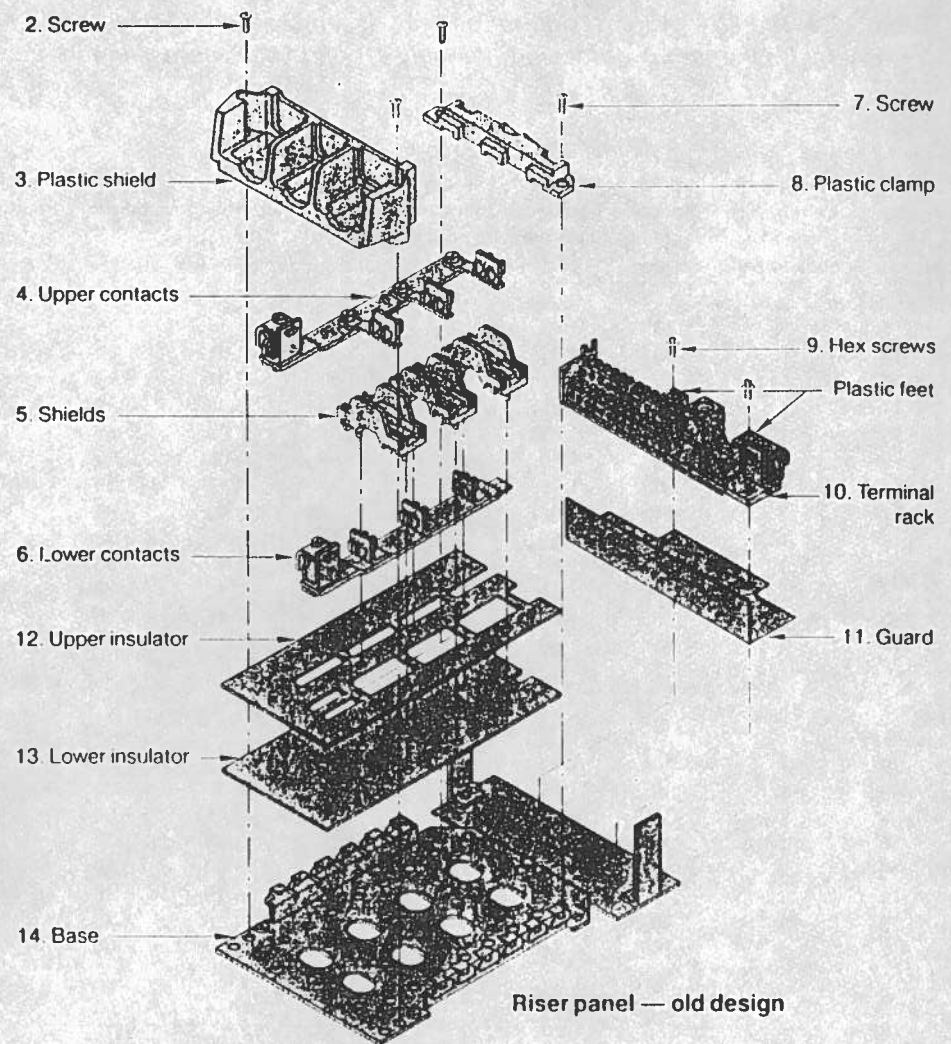 2. Screw
7. Screw
3. Plastic shield
8. Plastic clamp
4. Upper contacts
9. Hex screws
Plastic feet
5. Shields
10. Terminal
rack
6. Lower contacts
12. Upper insulator
11. Guard
13. Lower insulator
14. Base
Riser panel — old design